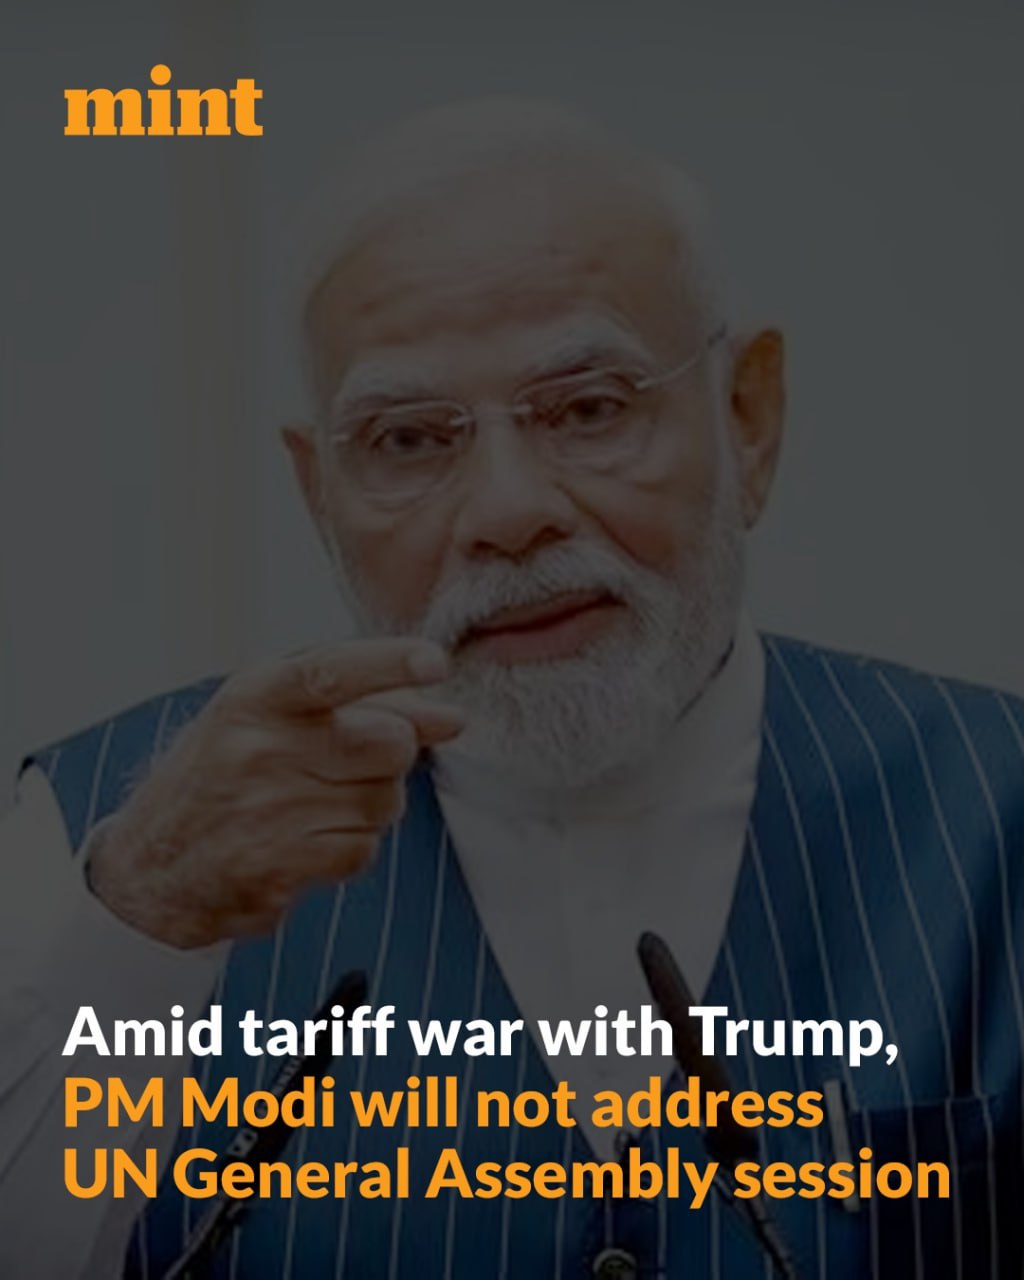 mint
Amid tariff war with Trump,
PM Modi will not address
UN General Assembly session